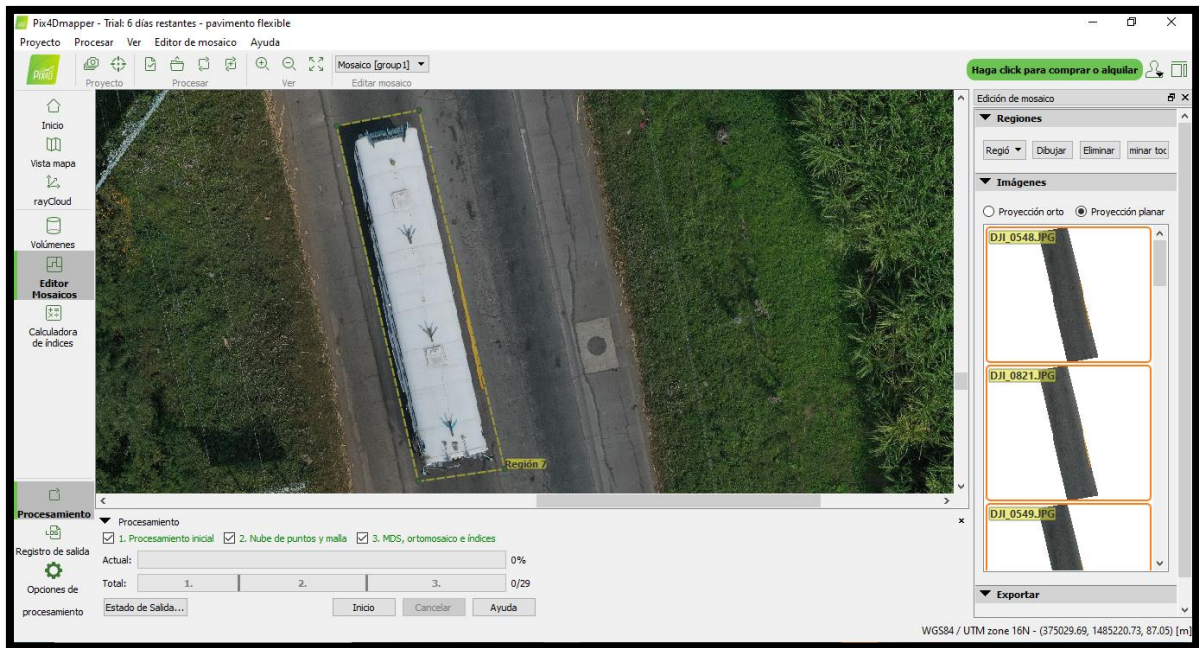 Pix4Dmapper - Trial: 6 días restantes - pavimento flexible
Proyecto Procesar Ver Editor de mosaico Ayuda
PIX4D
Mosaico [group1]
Proyecto Procesar Ver Editar mosaico
Haga click para comprar o alquilar
Inicio
Vista mapa
rayCloud
Volúmenes
Editor
Mosaicos
Calculadora
de índices
Procesamiento
LOG
Registro de salida
Opciones de
procesamiento
Región 7
Edición de mosaico
Regiones
Regió Dibujar Eliminar minar toc
Imágenes
Proyección orto Proyección planar
DJI_0548.JPG
DJI_0821.JPG
DJI_0549.JPG
Exportar
Procesamiento
1. Procesamiento inicial 2. Nube de puntos y malla 3. MDS, ortomosaico e índices
Actual: 0%
Total: 1. 2. 3. 0/29
Estado de Salida... Inicio Cancelar Ayuda
WGS84 / UTM zone 16N - (375029.69, 1485220.73, 87.05) [m]